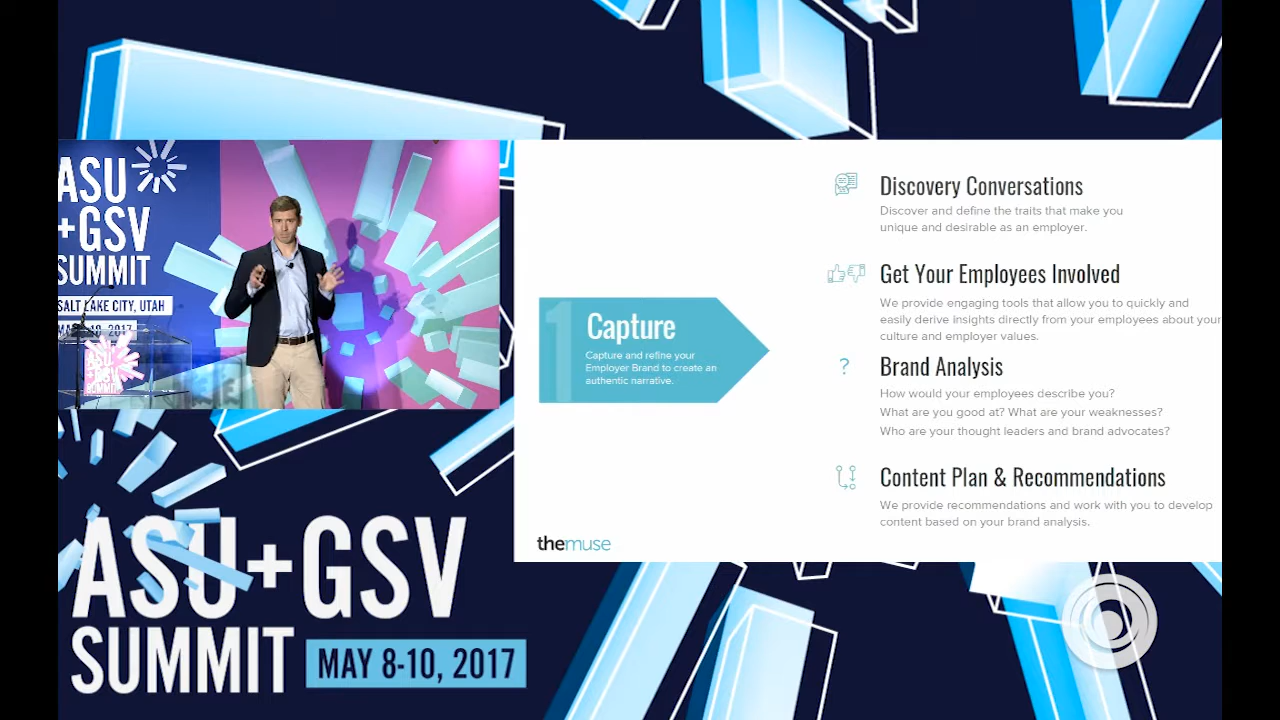 ASU
+GSV
SUMMIT
SALT LAKE CITY, UTAH
MAY 8-10, 2017
1
Capture
Capture and refine your
Employer Brand to create an
authentic narrative.
Discovery Conversations
Discover and define the traits that make you
unique and desirable as an employer.
Get Your Employees Involved
We provide engaging tools that allow you to quickly and
easily derive insights directly from your employees about your
culture and employer values.
?
Brand Analysis
How would your employees describe you?
What are you good at? What are your weaknesses?
Who are your thought leaders and brand advocates?
Content Plan & Recommendations
We provide recommendations and work with you to develop
content based on your brand analysis.
themuse
ASU+GSV
SUMMIT
MAY 8-10, 2017